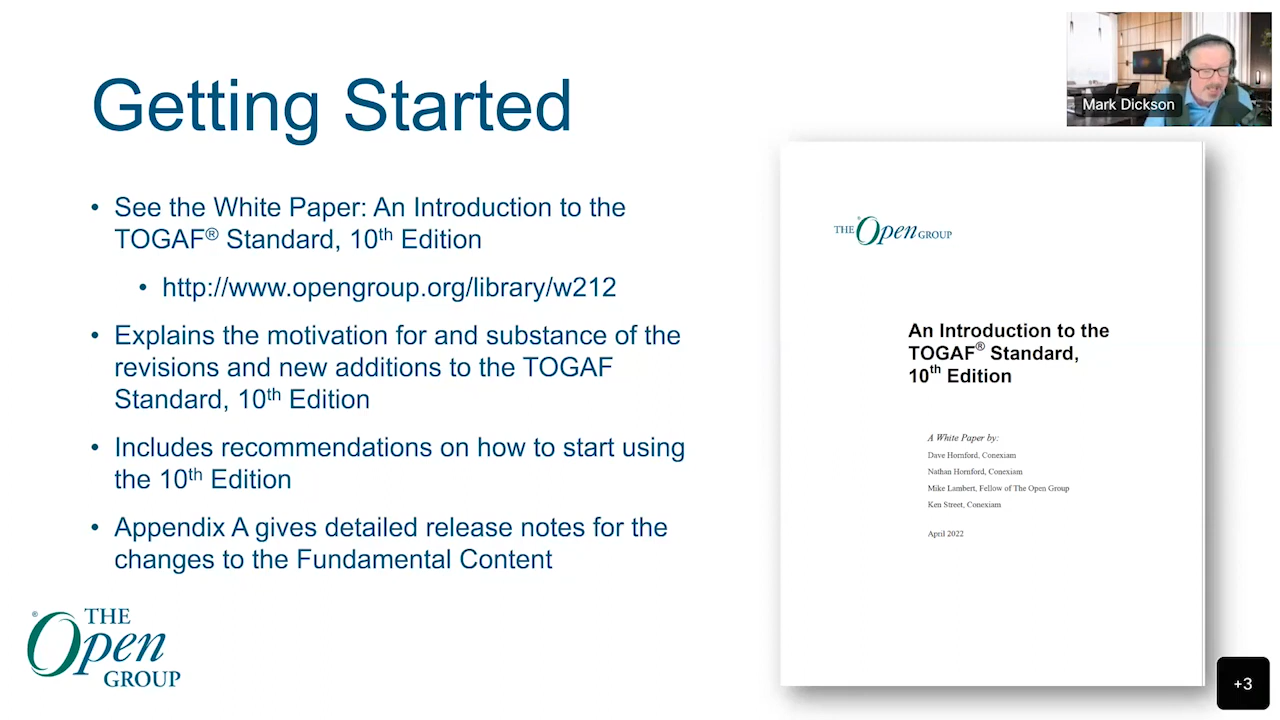 Getting Started
Mark Dickson
• See the White Paper: An Introduction to the
TOGAF® Standard, 10th Edition
• http://www.opengroup.org/library/w212
• Explains the motivation for and substance of the
revisions and new additions to the TOGAF
Standard, 10th Edition
• Includes recommendations on how to start using
the 10th Edition
• Appendix A gives detailed release notes for the
changes to the Fundamental Content
THE
Open
GROUP
®
THE Open GROUP
An Introduction to the
TOGAF® Standard,
10th Edition
A White Paper by:
Dave Hornford, Conexiam
Nathan Hornford, Conexiam
Mike Lambert, Fellow of The Open Group
Ken Street, Conexiam
April 2022
+3